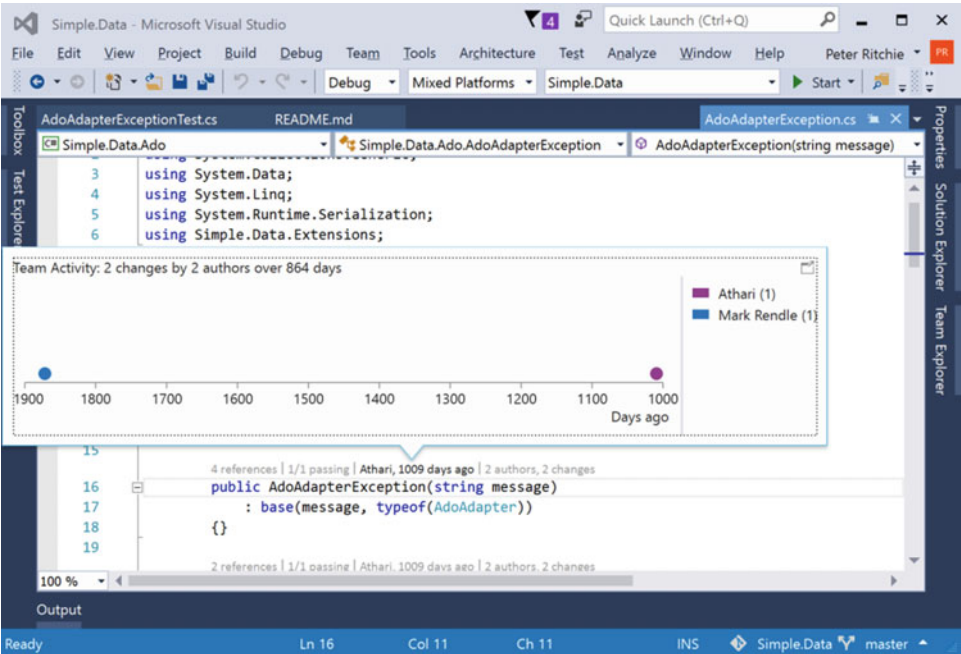 Simple.Data - Microsoft Visual Studio
4
Quick Launch (Ctrl+Q)
File Edit View Project Build Debug Team Tools Architecture Test Analyze Window Help Peter Ritchie PR
Debug Mixed Platforms Simple.Data Start
Toolbox
Test Explorer
AdoAdapterExceptionTest.cs README.md AdoAdapterException.cs
C# Simple.Data.Ado Simple.Data.Ado.AdoAdapterException AdoAdapterException(string message)
3 using System.Data;
4 using System.Linq;
5 using System.Runtime.Serialization;
6 using Simple.Data.Extensions;
Team Activity: 2 changes by 2 authors over 864 days
Athari (1)
Mark Rendle (1)
1900 1800 1700 1600 1500 1400 1300 1200 1100 1000
Days ago
15
4 references | 1/1 passing | Athari, 1009 days ago | 2 authors, 2 changes
16 public AdoAdapterException(string message)
17 : base(message, typeof(AdoAdapter))
18 {}
19
2 references | 1/1 passing | Athari, 1009 days ago | 2 authors, 2 changes
100 %
Properties
Solution Explorer
Team Explorer
Output
Ready Ln 16 Col 11 Ch 11 INS Simple.Data master